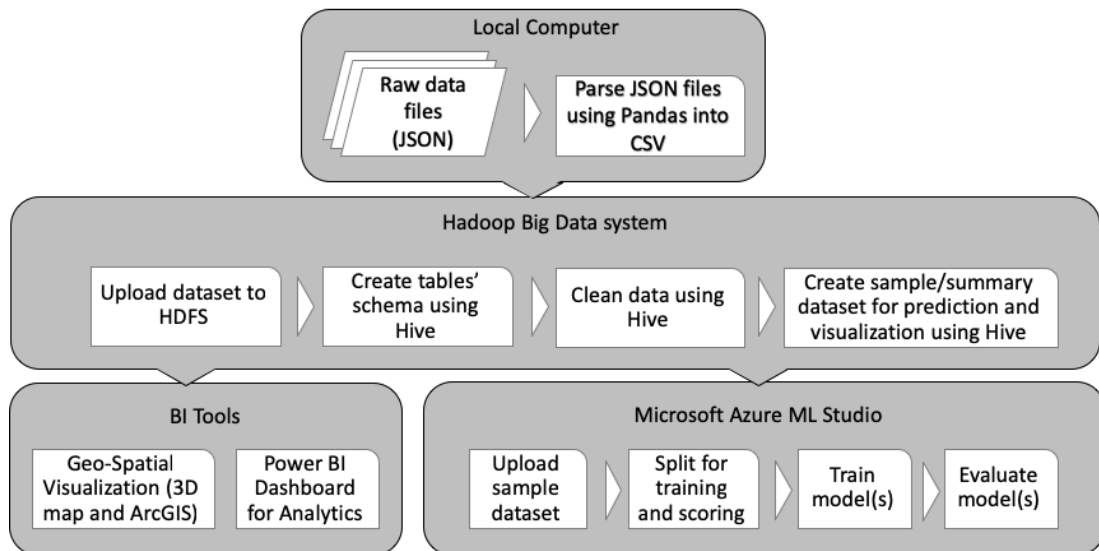 Local Computer
Raw data
files
(JSON)
Parse JSON files
using Pandas into
CSV
Hadoop Big Data system
Upload dataset to
HDFS
Create tables’
schema using
Hive
Clean data using
Hive
Create sample/summary
dataset for prediction and
visualization using Hive
BI Tools
Geo-Spatial
Visualization (3D
map and ArcGIS)
Power BI
Dashboard
for Analytics
Microsoft Azure ML Studio
Upload
sample
dataset
Split for
training
and scoring
Train
model(s)
Evaluate
model(s)